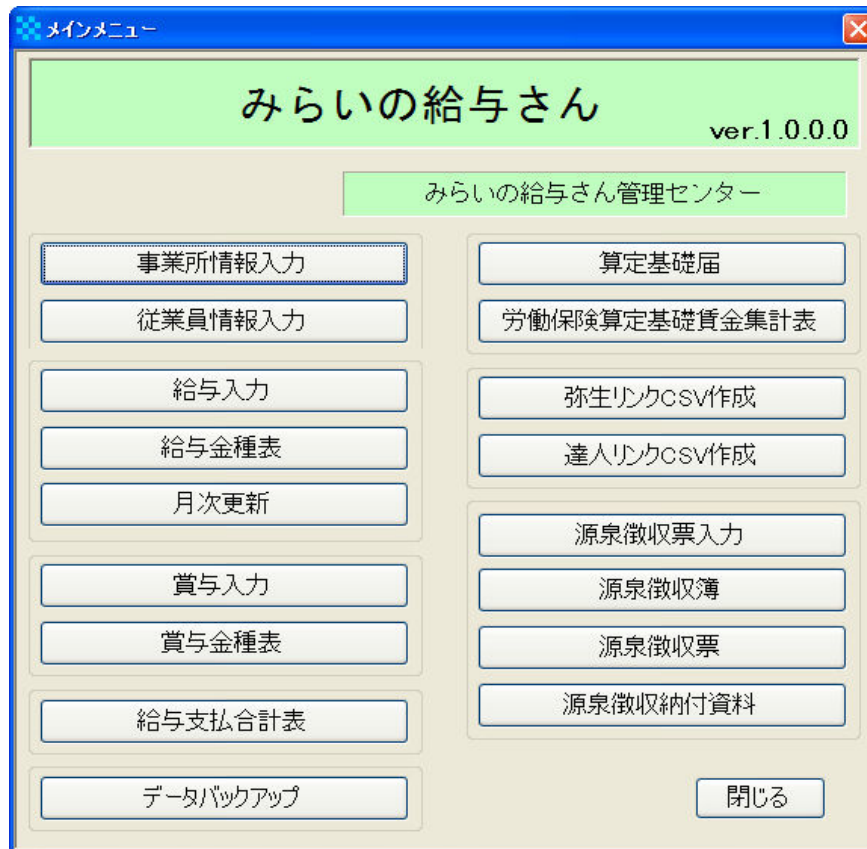 メインメニュー
みらいの給与さん
ver.1.0.0.0
みらいの給与さん管理センター
事業所情報入力
従業員情報入力
給与入力
給与金種表
月次更新
賞与入力
賞与金種表
給与支払合計表
データバックアップ
算定基礎届
労働保険算定基礎賃金集計表
弥生リンクCSV作成
達人リンクCSV作成
源泉徴収票入力
源泉徴収簿
源泉徴収票
源泉徴収納付資料
閉じる